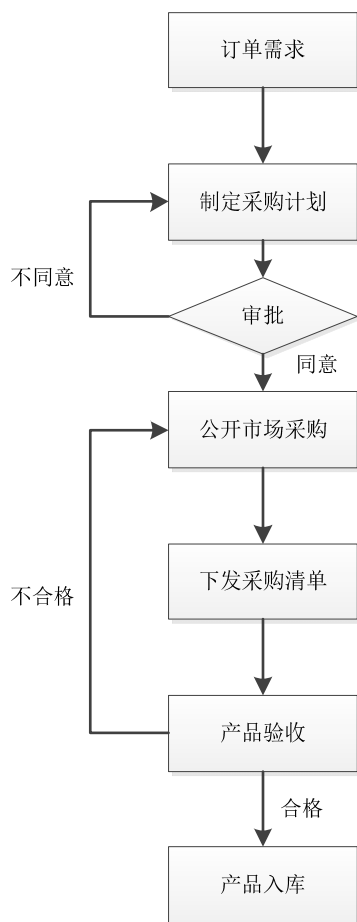 订单需求
制定采购计划
不同意
审批
同意
公开市场采购
下发采购清单
不合格
产品验收
合格
产品入库